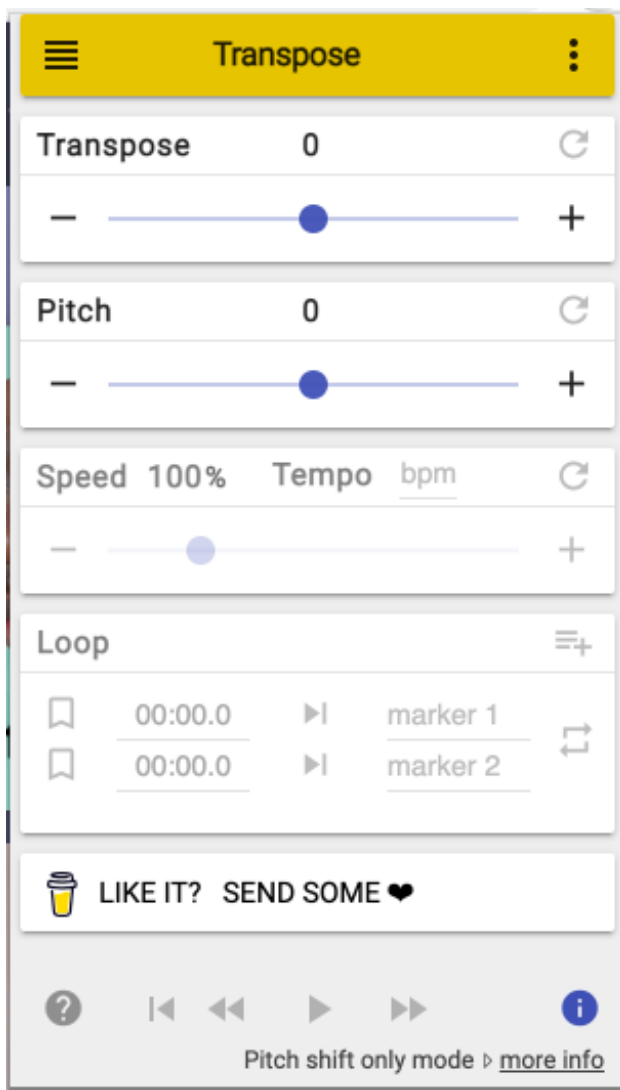 Transpose
Transpose 0
Pitch 0
Speed 100% Tempo bpm
Loop
00:00.0 marker 1
00:00.0 marker 2
LIKE IT? SEND SOME ❤
Pitch shift only mode ▹ more info